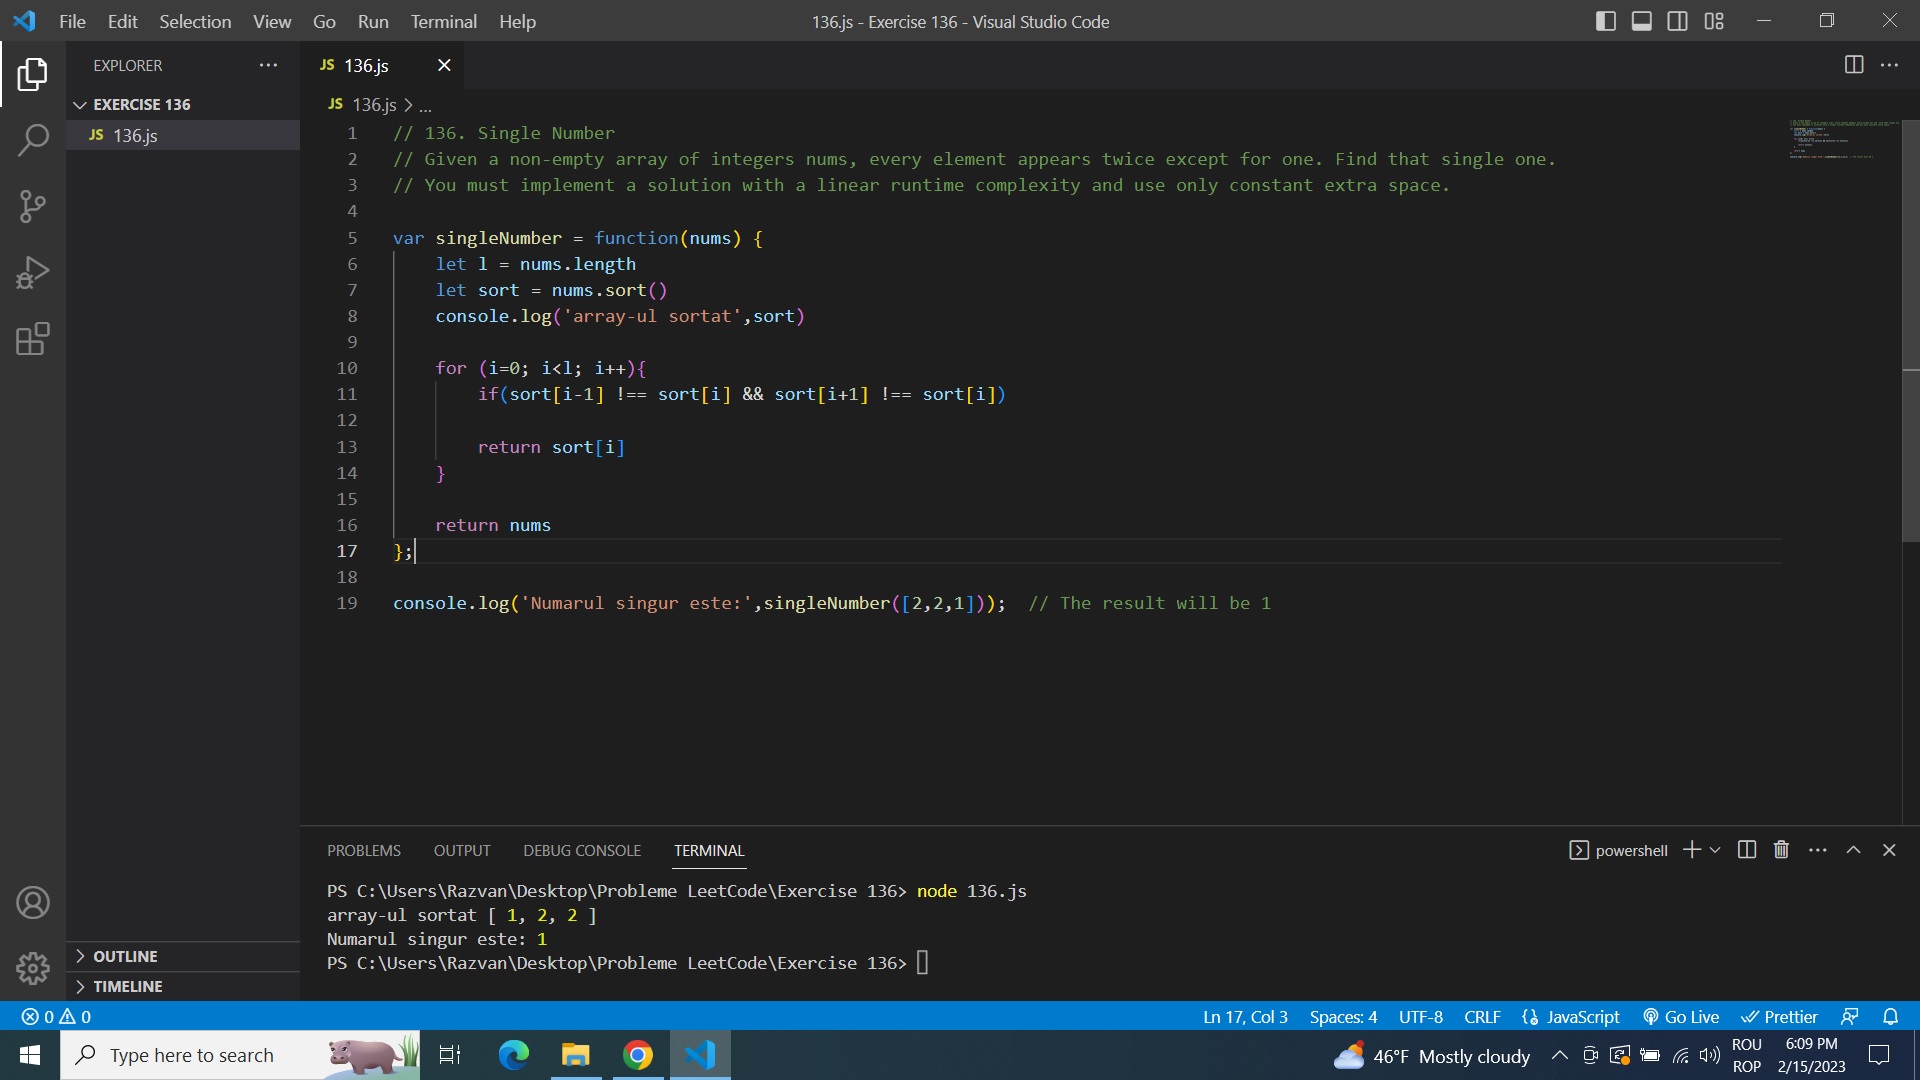 File Edit Selection View Go Run Terminal Help 136.js - Exercise 136 - Visual Studio Code
EXPLORER ...
JS 136.js
EXERCISE 136
JS 136.js
JS 136.js > ...
1 // 136. Single Number
2 // Given a non-empty array of integers nums, every element appears twice except for one. Find that single one.
3 // You must implement a solution with a linear runtime complexity and use only constant extra space.
4
5 var singleNumber = function(nums) {
6 let l = nums.length
7 let sort = nums.sort()
8 console.log('array-ul sortat',sort)
9
10 for (i=0; i<l; i++){
11 if(sort[i-1] !== sort[i] && sort[i+1] !== sort[i])
12
13 return sort[i]
14 }
15
16 return nums
17 };
18
19 console.log('Numarul singur este:',singleNumber([2,2,1])); // The result will be 1
PROBLEMS OUTPUT DEBUG CONSOLE TERMINAL powershell
PS C:\Users\Razvan\Desktop\Probleme LeetCode\Exercise 136> node 136.js
array-ul sortat [ 1, 2, 2 ]
Numarul singur este: 1
PS C:\Users\Razvan\Desktop\Probleme LeetCode\Exercise 136>
OUTLINE
TIMELINE
0 0 Ln 17, Col 3 Spaces: 4 UTF-8 CRLF {} JavaScript Go Live Prettier
Type here to search 46°F Mostly cloudy ROU ROP 6:09 PM 2/15/2023